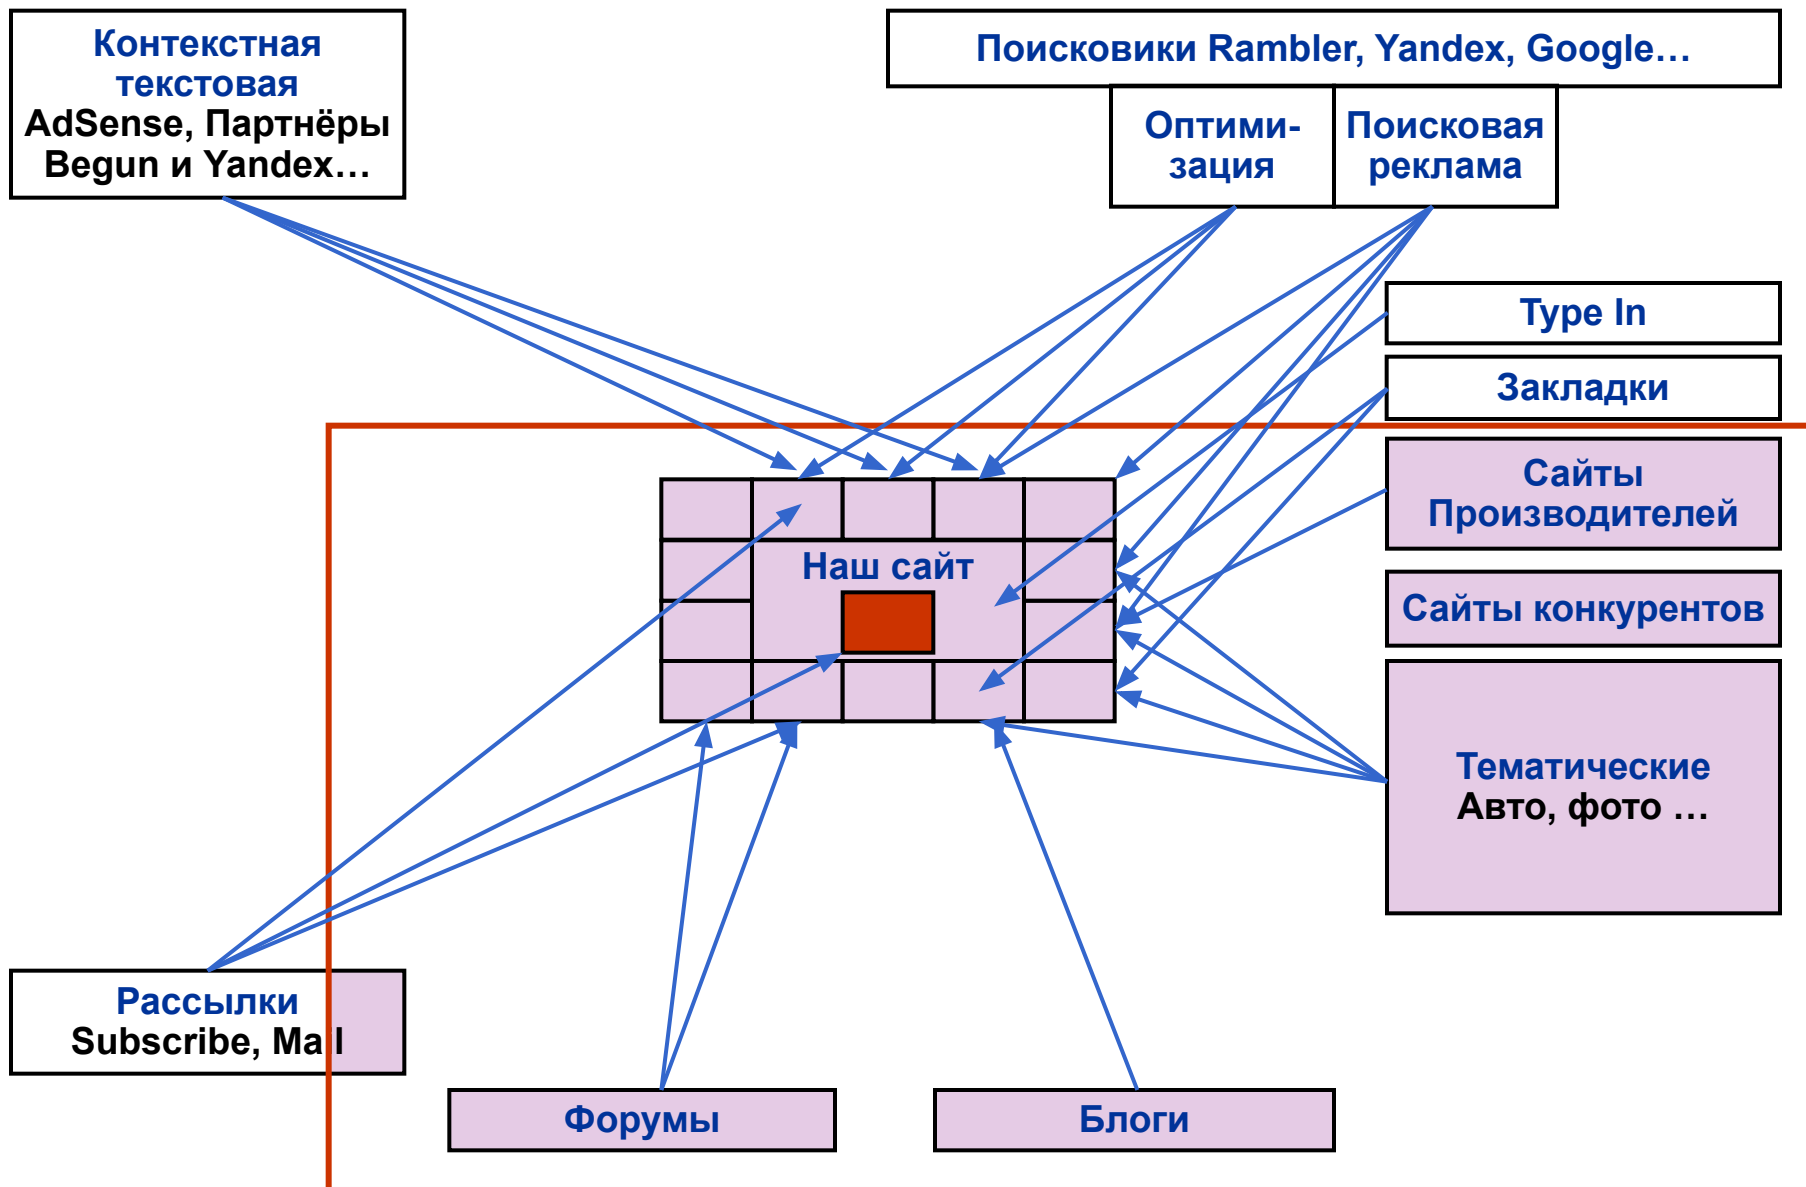 Контекстная
текстовая
AdSense, Партнёры
Begun и Yandex…
Поисковики Rambler, Yandex, Google…
Оптими-
зация
Поисковая
реклама
Type In
Закладки
Сайты
Производителей
Наш сайт
Сайты конкурентов
Тематические
Авто, фото …
Рассылки
Subscribe, Mail
Форумы
Блоги